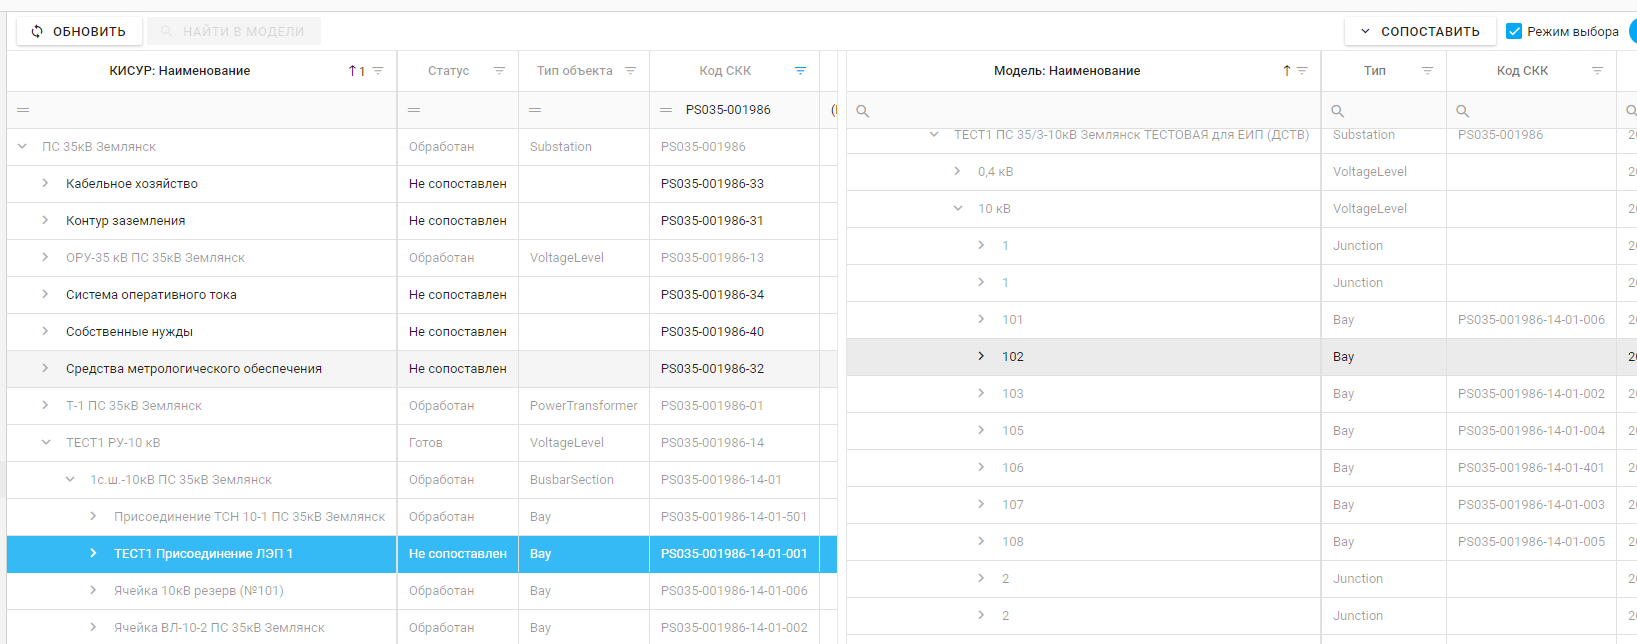 ОБНОВИТЬ НАЙТИ В МОДЕЛИ СОПОСТАВИТЬ Режим выбора
КИСУР: Наименование 1 Статус Тип объекта Код СКК
PS035-001986
ПС 35кВ Землянск Обработан Substation PS035-001986
Кабельное хозяйство Не сопоставлен PS035-001986-33
Контур заземления Не сопоставлен PS035-001986-31
ОРУ-35 кВ ПС 35кВ Землянск Обработан VoltageLevel PS035-001986-13
Система оперативного тока Не сопоставлен PS035-001986-34
Собственные нужды Не сопоставлен PS035-001986-40
Средства метрологического обеспечения Не сопоставлен PS035-001986-32
Т-1 ПС 35кВ Землянск Обработан PowerTransformer PS035-001986-01
ТЕСТ1 РУ-10 кВ Готов VoltageLevel PS035-001986-14
1с.ш.-10кВ ПС 35кВ Землянск Обработан BusbarSection PS035-001986-14-01
Присоединение ТСН 10-1 ПС 35кВ Землянск Обработан Bay PS035-001986-14-01-501
ТЕСТ1 Присоединение ЛЭП 1 Не сопоставлен Bay PS035-001986-14-01-001
Ячейка 10кВ резерв (№101) Обработан Bay PS035-001986-14-01-006
Ячейка ВЛ-10-2 ПС 35кВ Землянск Обработан Bay PS035-001986-14-01-002
Модель: Наименование Тип Код СКК
ТЕСТ1 ПС 35/3-10кВ Землянск ТЕСТОВАЯ для ЕИП (ДСТВ) Substation PS035-001986
0,4 кВ VoltageLevel
10 кВ VoltageLevel
1 Junction
1 Junction
101 Bay PS035-001986-14-01-006
102 Bay
103 Bay PS035-001986-14-01-002
105 Bay PS035-001986-14-01-004
106 Bay PS035-001986-14-01-401
107 Bay PS035-001986-14-01-003
108 Bay PS035-001986-14-01-005
2 Junction
2 Junction